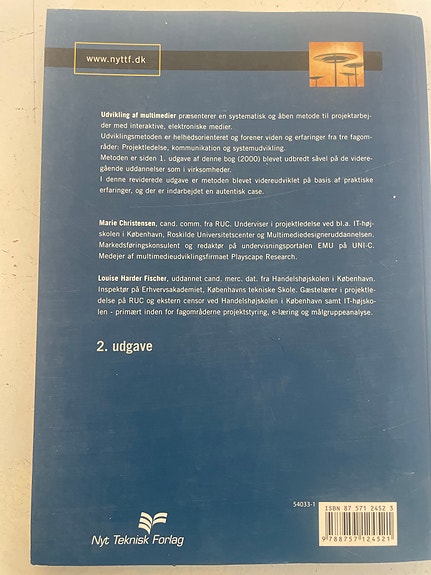 www.nyttf.dk
Udvikling af multimedier præsenterer en systematisk og åben metode til projektarbej-
der med interaktive, elektroniske medier.
Udviklingsmetoden er helhedsorienteret og forener viden og erfaringer fra tre fagom-
råder: Projektledelse, kommunikation og systemudvikling.
Metoden er siden 1. udgave af denne bog (2000) blevet udbredt såvel på de videre-
gående uddannelser som i virksomheder.
I denne reviderede udgave er metoden blevet videreudviklet på basis af praktiske
erfaringer, og der er indarbejdet en autentisk case.
Marie Christensen, cand. comm. fra RUC. Underviser i projektledelse ved bl.a. IT-høj-
skolen i København, Roskilde Universitetscenter og Multimediedesigneruddannelsen.
Markedsføringskonsulent og redaktør på undervisningsportalen EMU på UNI-C.
Medejer af multimedieudviklingsfirmaet Playscape Research.
Louise Harder Fischer, uddannet cand. merc. dat. fra Handelshøjskolen i København.
Inspektør på Erhvervsakademiet, Københavns tekniske Skole. Gæstelærer i projektle-
delse på RUC og ekstern censor ved Handelshøjskolen i København samt IT-højsko-
len - primært inden for fagområderne projektstyring, e-læring og målgruppeanalyse.
2. udgave
54033-1
ISBN 87 571 2452 3
9 788757 124521
Nyt Teknisk Forlag